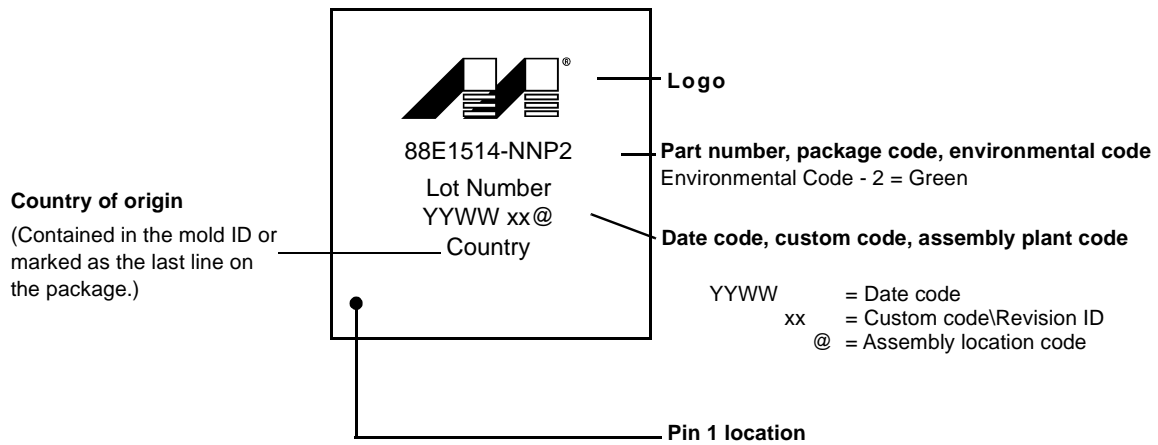 ®
Logo
88E1514-NNP2
Part number, package code, environmental code
Environmental Code - 2 = Green
Lot Number
YYWW xx@
Country
Country of origin
(Contained in the mold ID or
marked as the last line on
the package.)
Date code, custom code, assembly plant code
YYWW = Date code
xx = Custom code\Revision ID
@ = Assembly location code
Pin 1 location